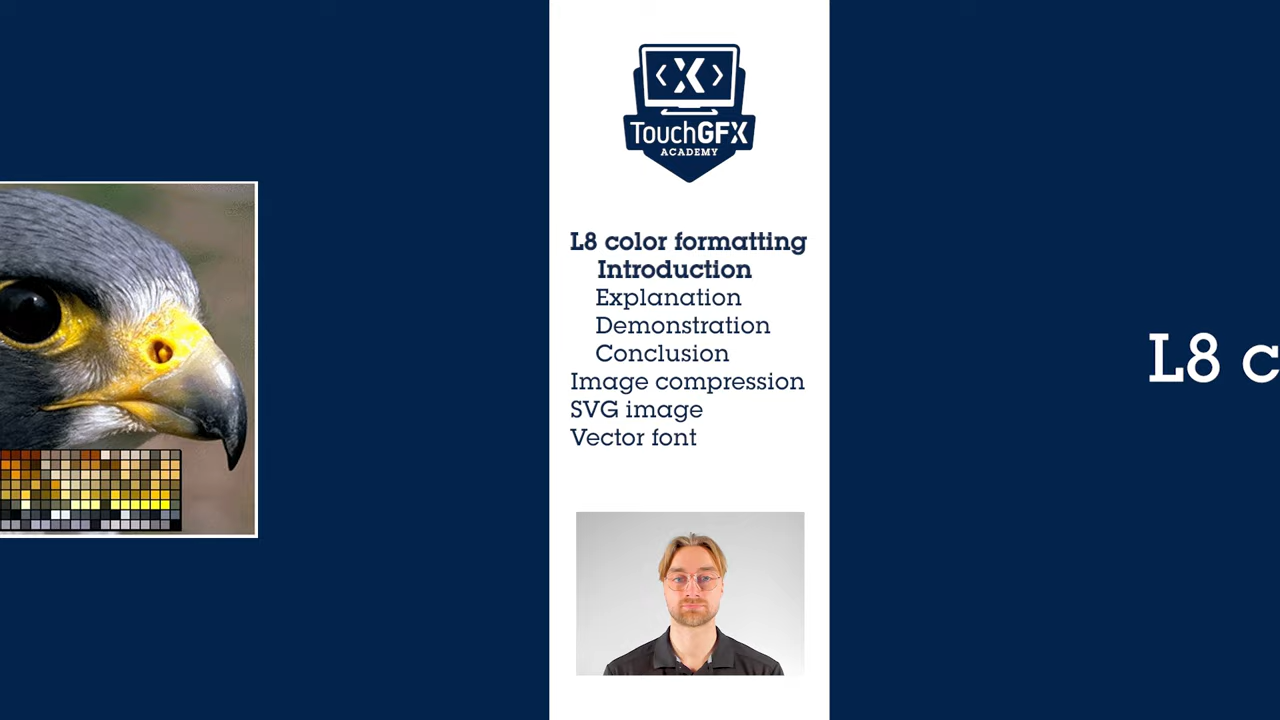 TouchGFX
ACADEMY
L8 color formatting
Introduction
Explanation
Demonstration
Conclusion
Image compression
SVG image
Vector font
L8 c